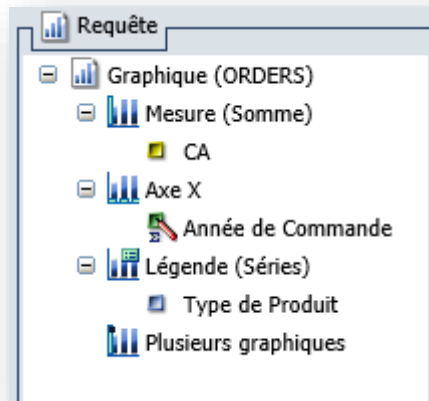 Requête
Graphique (ORDERS)
Mesure (Somme)
CA
Axe X
Année de Commande
Légende (Séries)
Type de Produit
Plusieurs graphiques